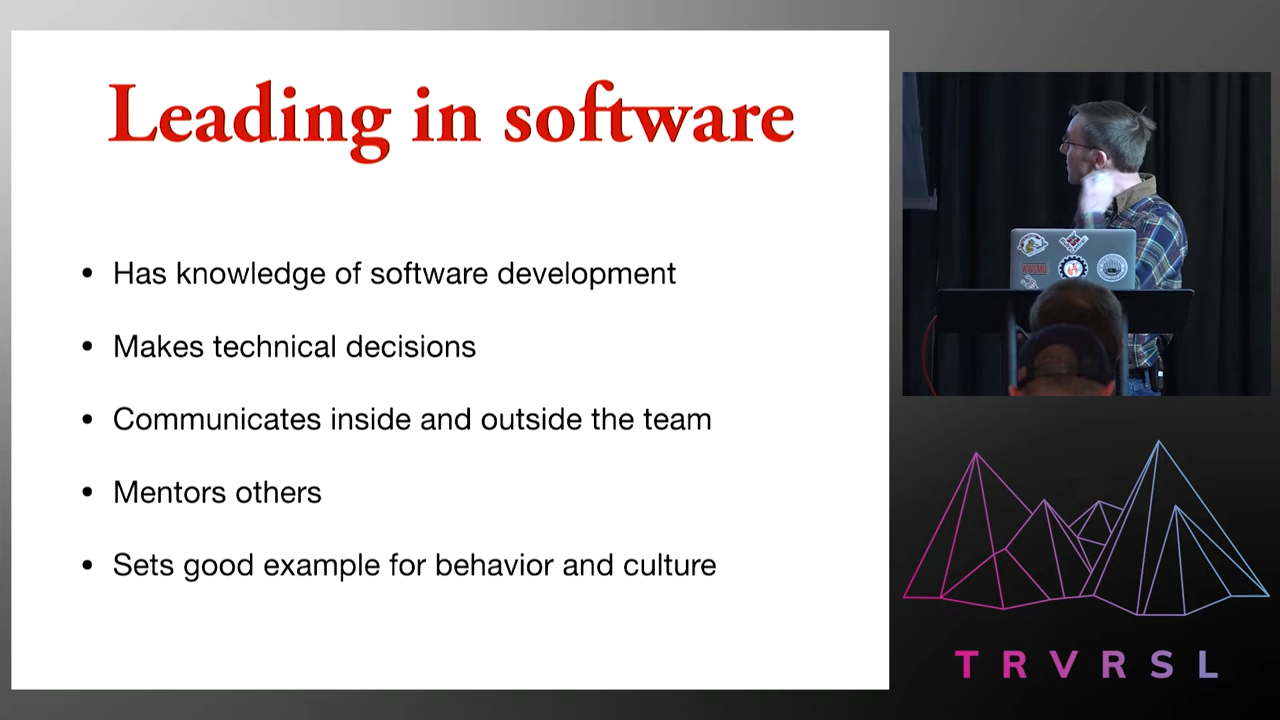 Leading in software
• Has knowledge of software development
• Makes technical decisions
• Communicates inside and outside the team
• Mentors others
• Sets good example for behavior and culture
TRVRSL